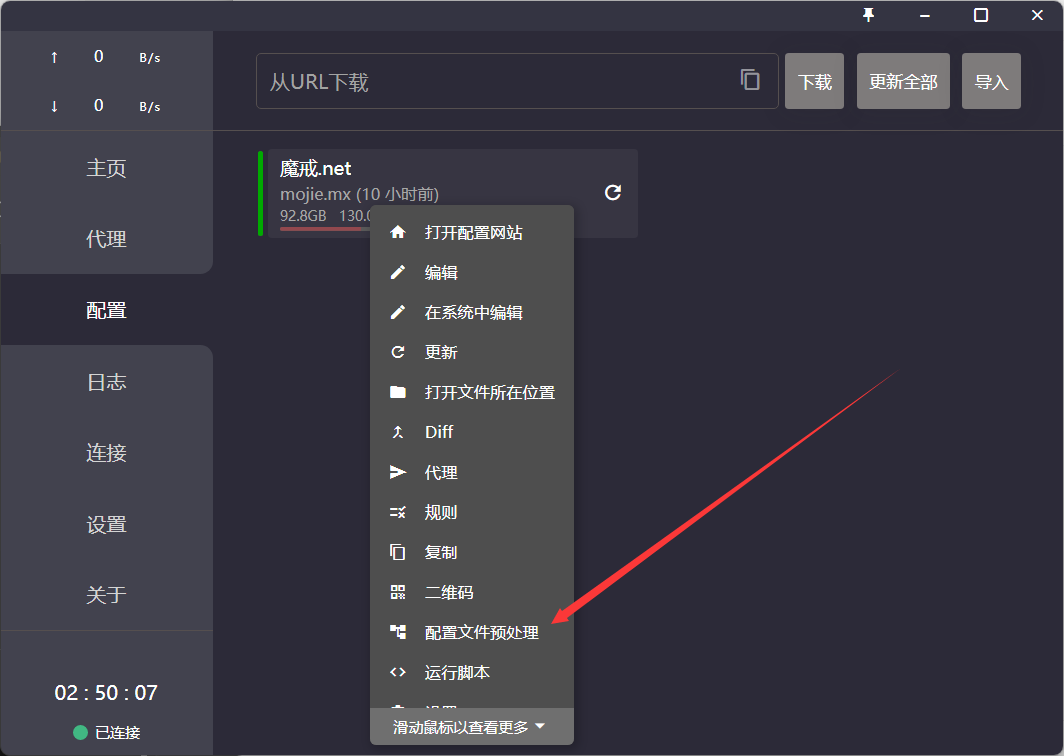 ↑ 0 B/s
↓ 0 B/s
主页
代理
配置
日志
连接
设置
关于
02 : 50 : 07
已连接
从URL下载
下载
更新全部
导入
魔戒.net
mojie.mx (10 小时前)
92.8GB 130.
打开配置网站
编辑
在系统中编辑
更新
打开文件所在位置
Diff
代理
规则
复制
二维码
配置文件预处理
运行脚本
滑动鼠标以查看更多